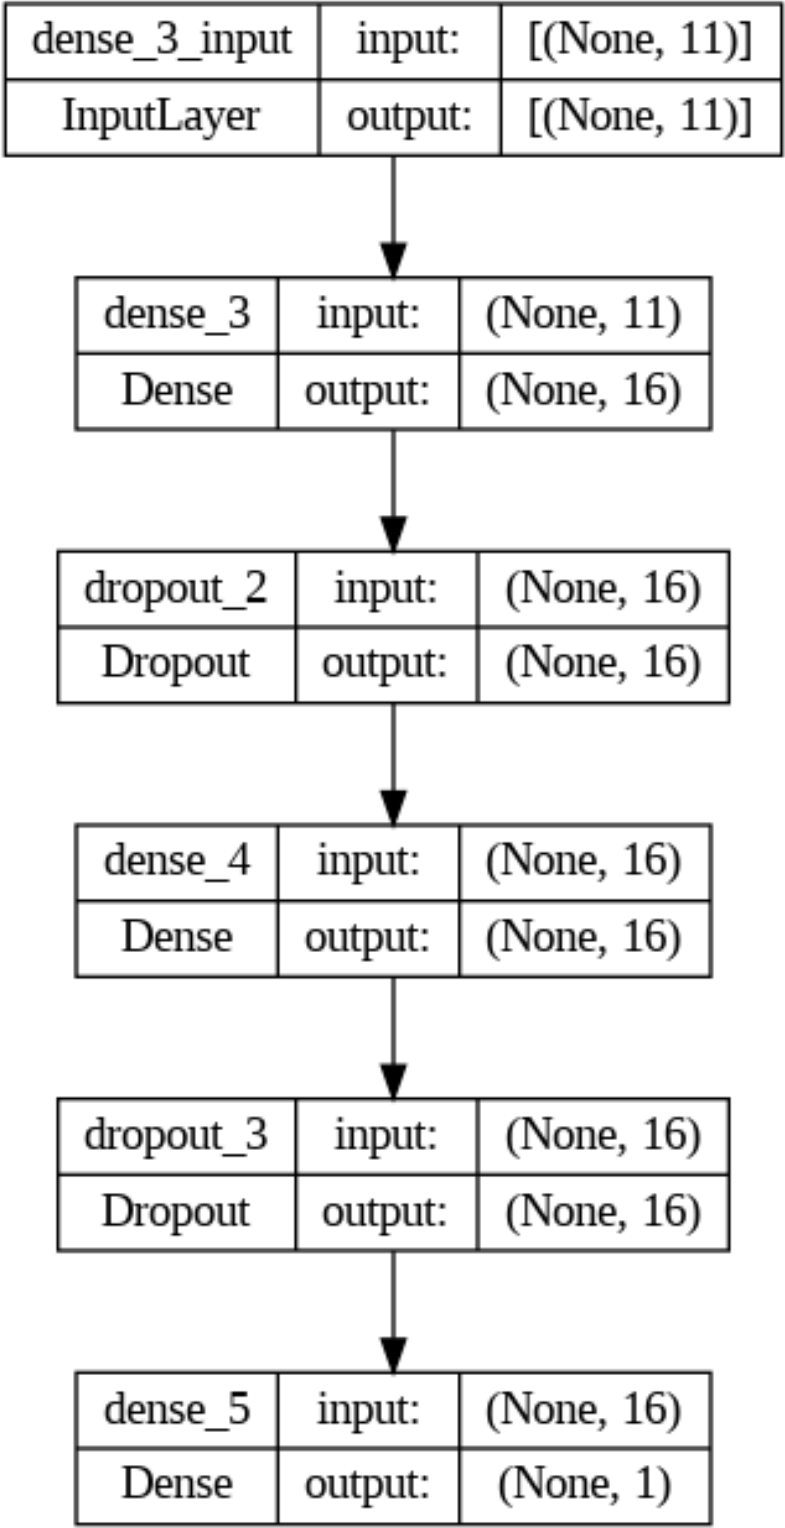 dense_3_input input: [(None, 11)]
InputLayer output: [(None, 11)]
dense_3 input: (None, 11)
Dense output: (None, 16)
dropout_2 input: (None, 16)
Dropout output: (None, 16)
dense_4 input: (None, 16)
Dense output: (None, 16)
dropout_3 input: (None, 16)
Dropout output: (None, 16)
dense_5 input: (None, 16)
Dense output: (None, 1)